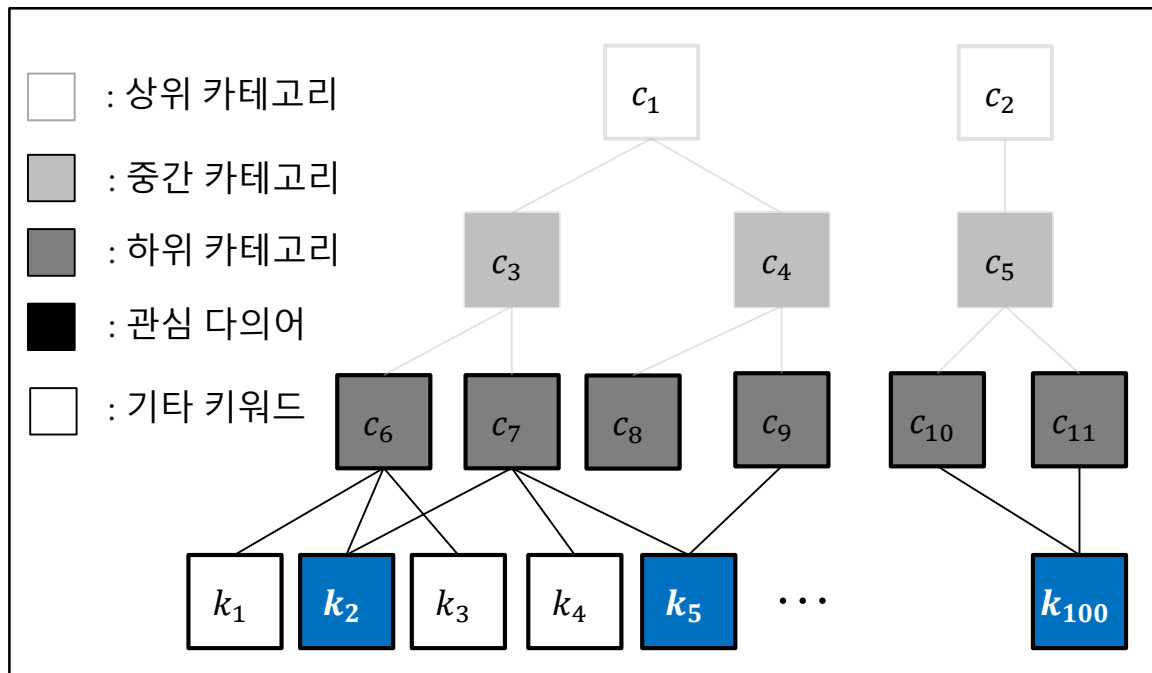 : 상위 카테고리
: 중간 카테고리
: 하위 카테고리
: 관심 다의어
: 기타 키워드
c₁ c₂
c₃ c₄ c₅
c₆ c₇ c₈ c₉ c₁₀ c₁₁
k₁ k₂ k₃ k₄ k₅ ··· k₁₀₀